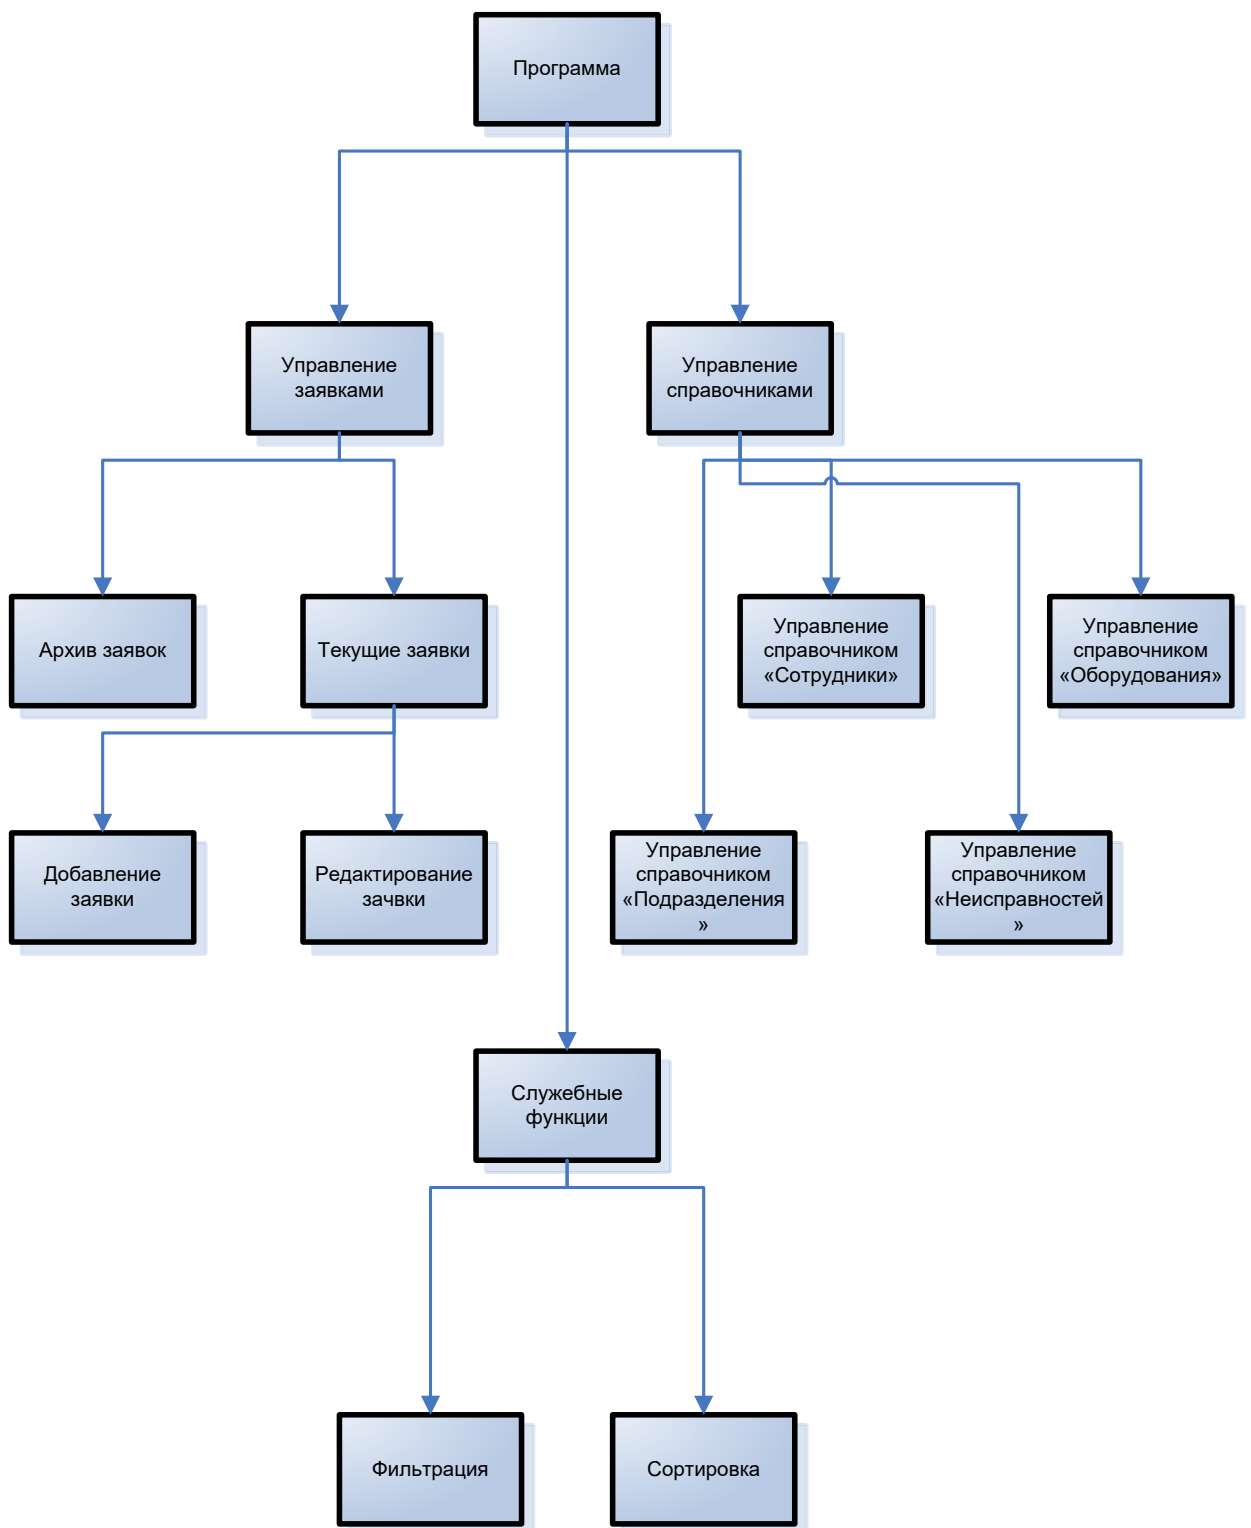 Программа
Управление
заявками
Управление
справочниками
Архив заявок
Текущие заявки
Управление
справочником
«Сотрудники»
Управление
справочником
«Оборудования»
Добавление
заявки
Редактирование
зачвки
Управление
справочником
«Подразделения
»
Управление
справочником
«Неисправностей
»
Служебные
функции
Фильтрация
Сортировка